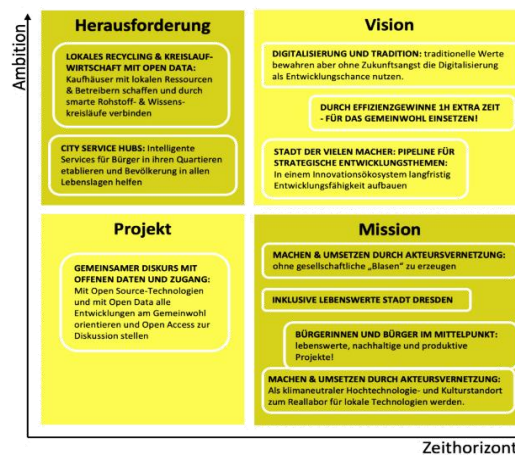 Ambition
Herausforderung
LOKALES RECYCLING & KREISLAUF-
WIRTSCHAFT MIT OPEN DATA:
Kaufhäuser mit lokalen Ressourcen
& Betreibern schaffen und durch
smarte Rohstoff- & Wissens-
kreisläufe verbinden
CITY SERVICE HUBS: Intelligente
Services für Bürger in ihren Quartieren
etablieren und Bevölkerung in allen
Lebenslagen helfen
Vision
DIGITALISIERUNG UND TRADITION: traditionelle Werte
bewahren aber ohne Zukunftsangst die Digitalisierung
als Entwicklungschance nutzen.
DURCH EFFIZIENZGEWINNE 1H EXTRA ZEIT
- FÜR DAS GEMEINWOHL EINSETZEN!
STADT DER VIELEN MACHER: PIPELINE FÜR
STRATEGISCHE ENTWICKLUNGSTHEMEN:
In einem Innovationsökosystem langfristig
Entwicklungsfähigkeit aufbauen
Projekt
GEMEINSAMER DISKURS MIT
OFFENEN DATEN UND ZUGANG:
Mit Open Source-Technologien
und mit Open Data alle
Entwicklungen am Gemeinwohl
orientieren und Open Access zur
Diskussion stellen
Mission
MACHEN & UMSETZEN DURCH AKTEURSVERNETZUNG:
ohne gesellschaftliche „Blasen“ zu erzeugen
INKLUSIVE LEBENSWERTE STADT DRESDEN
BÜRGERINNEN UND BÜRGER IM MITTELPUNKT:
lebenswerte, nachhaltige und produktive
Projekte!
MACHEN & UMSETZEN DURCH AKTEURSVERNETZUNG:
Als klimaneutraler Hochtechnologie- und Kulturstandort
zum Reallabor für lokale Technologien werden.
Zeithorizont